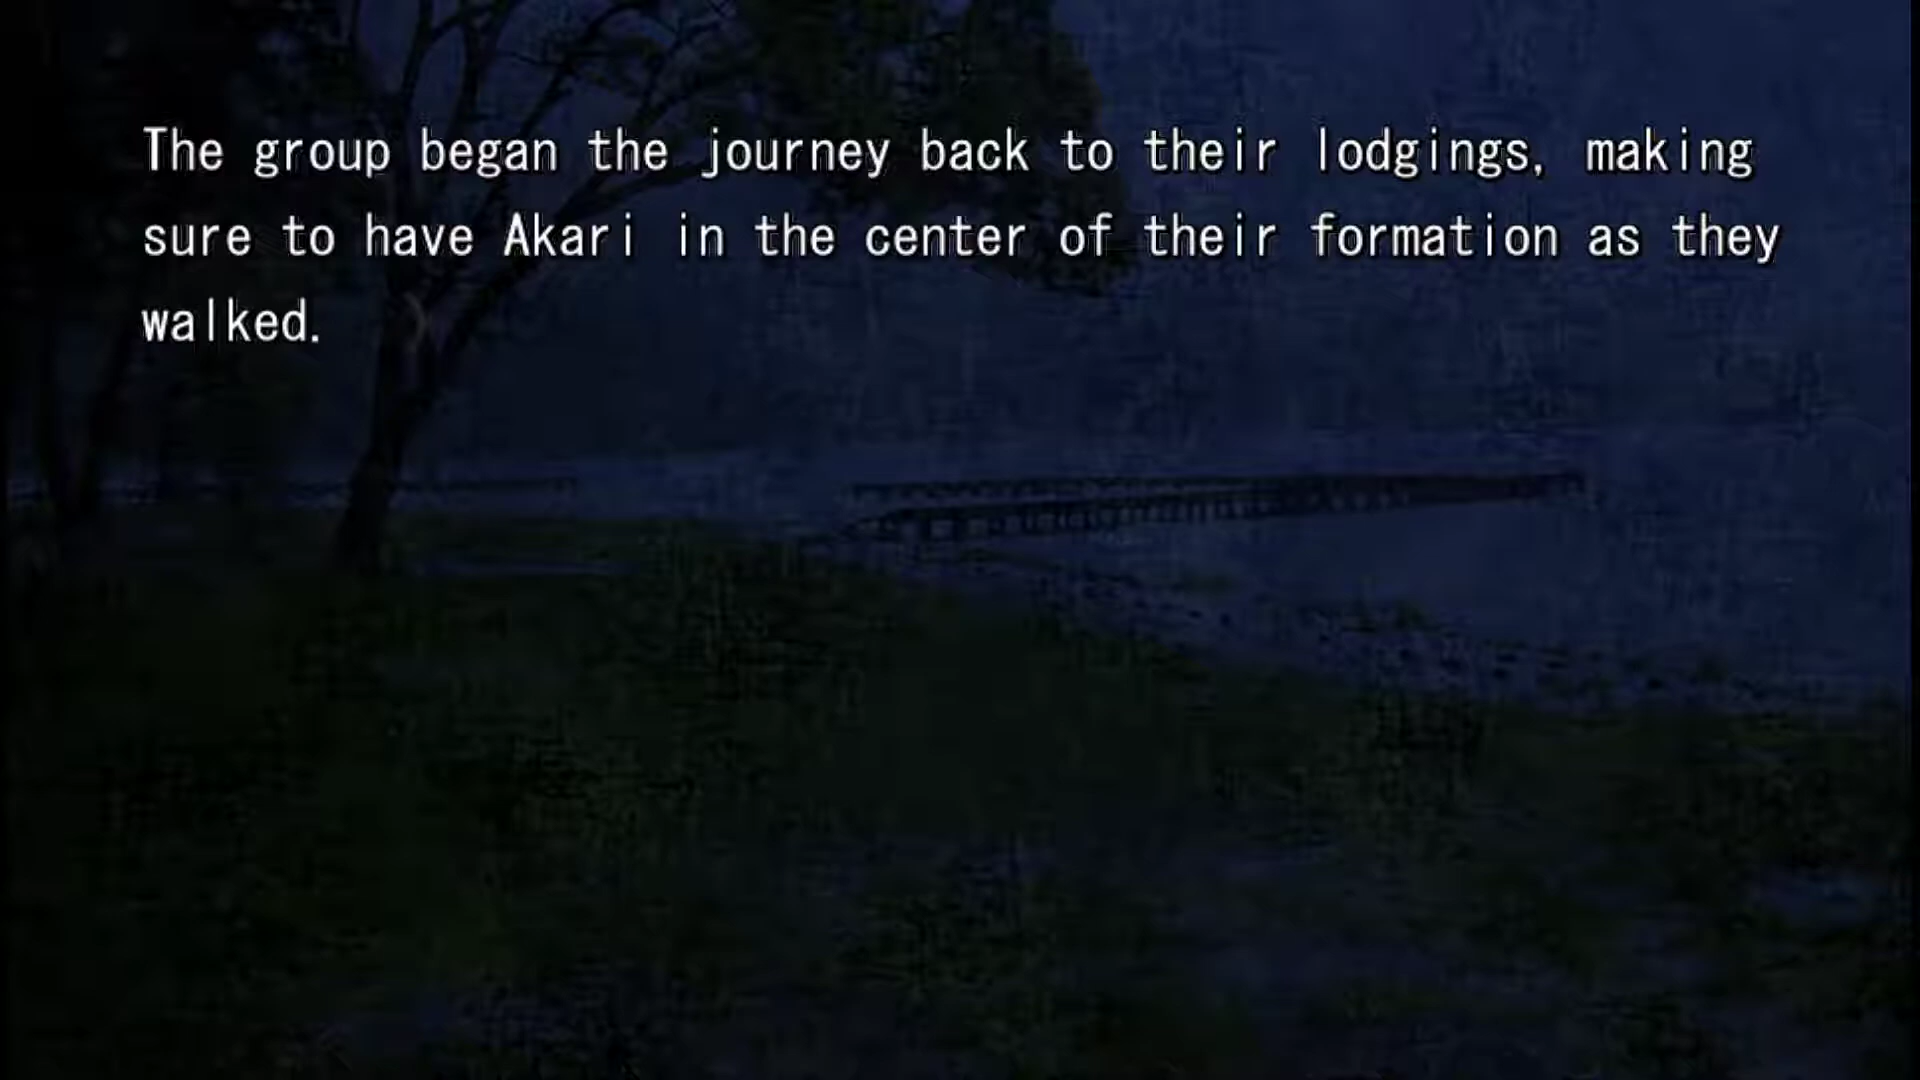 The group began the journey back to their lodgings, making
sure to have Akari in the center of their formation as they
walked.